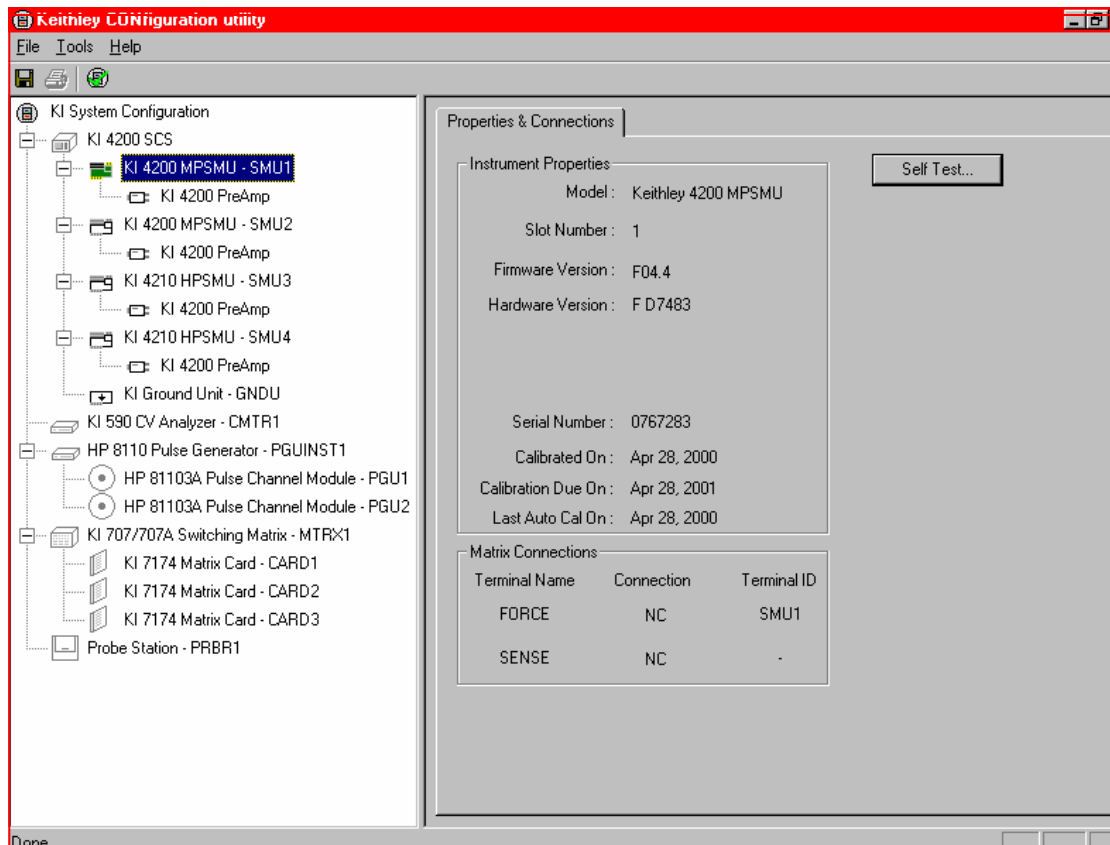 Keithley CONfiguration utility
File Tools Help
KI System Configuration
KI 4200 SCS
KI 4200 MPSMU - SMU1
KI 4200 PreAmp
KI 4200 MPSMU - SMU2
KI 4200 PreAmp
KI 4210 HPSMU - SMU3
KI 4200 PreAmp
KI 4210 HPSMU - SMU4
KI 4200 PreAmp
KI Ground Unit - GNDU
KI 590 CV Analyzer - CMTR1
HP 8110 Pulse Generator - PGUINST1
HP 81103A Pulse Channel Module - PGU1
HP 81103A Pulse Channel Module - PGU2
KI 707/707A Switching Matrix - MTRX1
KI 7174 Matrix Card - CARD1
KI 7174 Matrix Card - CARD2
KI 7174 Matrix Card - CARD3
Probe Station - PRBR1
Properties & Connections
Instrument Properties
Model : Keithley 4200 MPSMU
Slot Number : 1
Firmware Version : F04.4
Hardware Version : F D7483
Serial Number : 0767283
Calibrated On : Apr 28, 2000
Calibration Due On : Apr 28, 2001
Last Auto Cal On : Apr 28, 2000
Self Test...
Matrix Connections
Terminal Name Connection Terminal ID
FORCE NC SMU1
SENSE NC -
Done